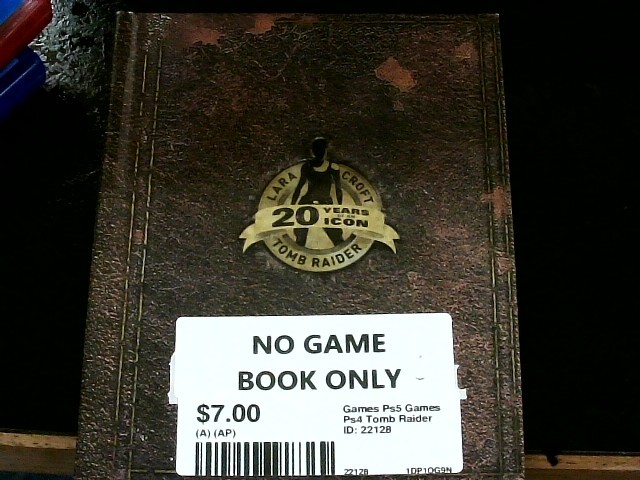 LARA CROFT
20 YEARS
ICON
TOMB RAIDER
NO GAME
BOOK ONLY
$7.00
(A) (AP)
Games Ps5 Games
Ps4 Tomb Raider
ID: 22128
22128
1DP1OG9N